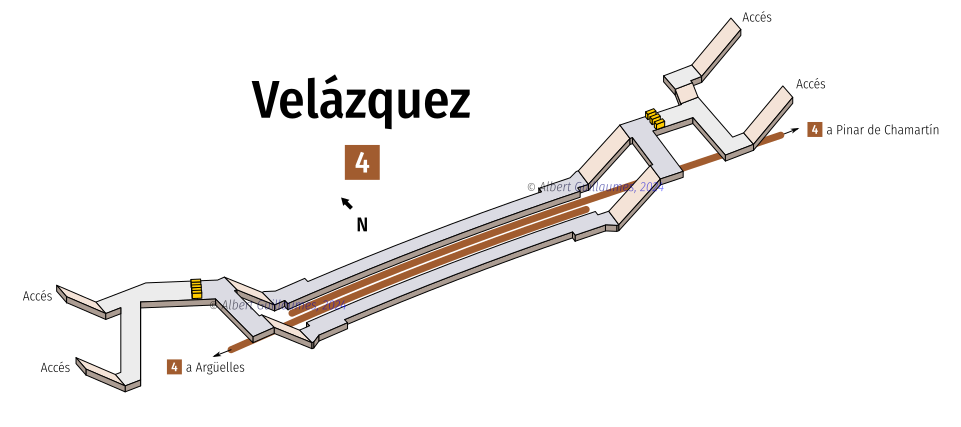 Accés
Velázquez
Accés
4 a Pinar de Chamartín
4
© Albert Guillaumes, 2024
N
Accés
© Albert Guillaumes, 2024
Accés
4 a Argüelles